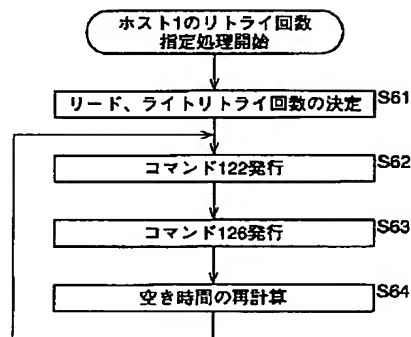 ホスト1のリトライ回数
指定処理開始
リード、ライトリトライ回数の決定 S61
コマンド122発行 S62
コマンド126発行 S63
空き時間の再計算 S64